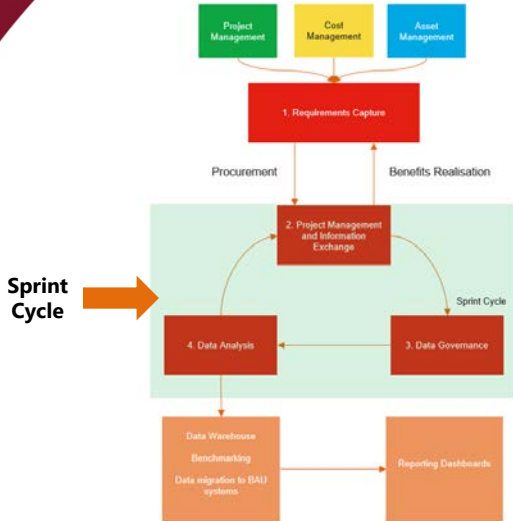 Project
Management
Cost
Management
Asset
Management
1. Requirements Capture
Procurement
Benefits Realisation
2. Project Management
and Information
Exchange
Sprint
Cycle
Sprint Cycle
4. Data Analysis
3. Data Governance
Data Warehouse
Benchmarking
Data migration to BAU
systems
Reporting Dashboards